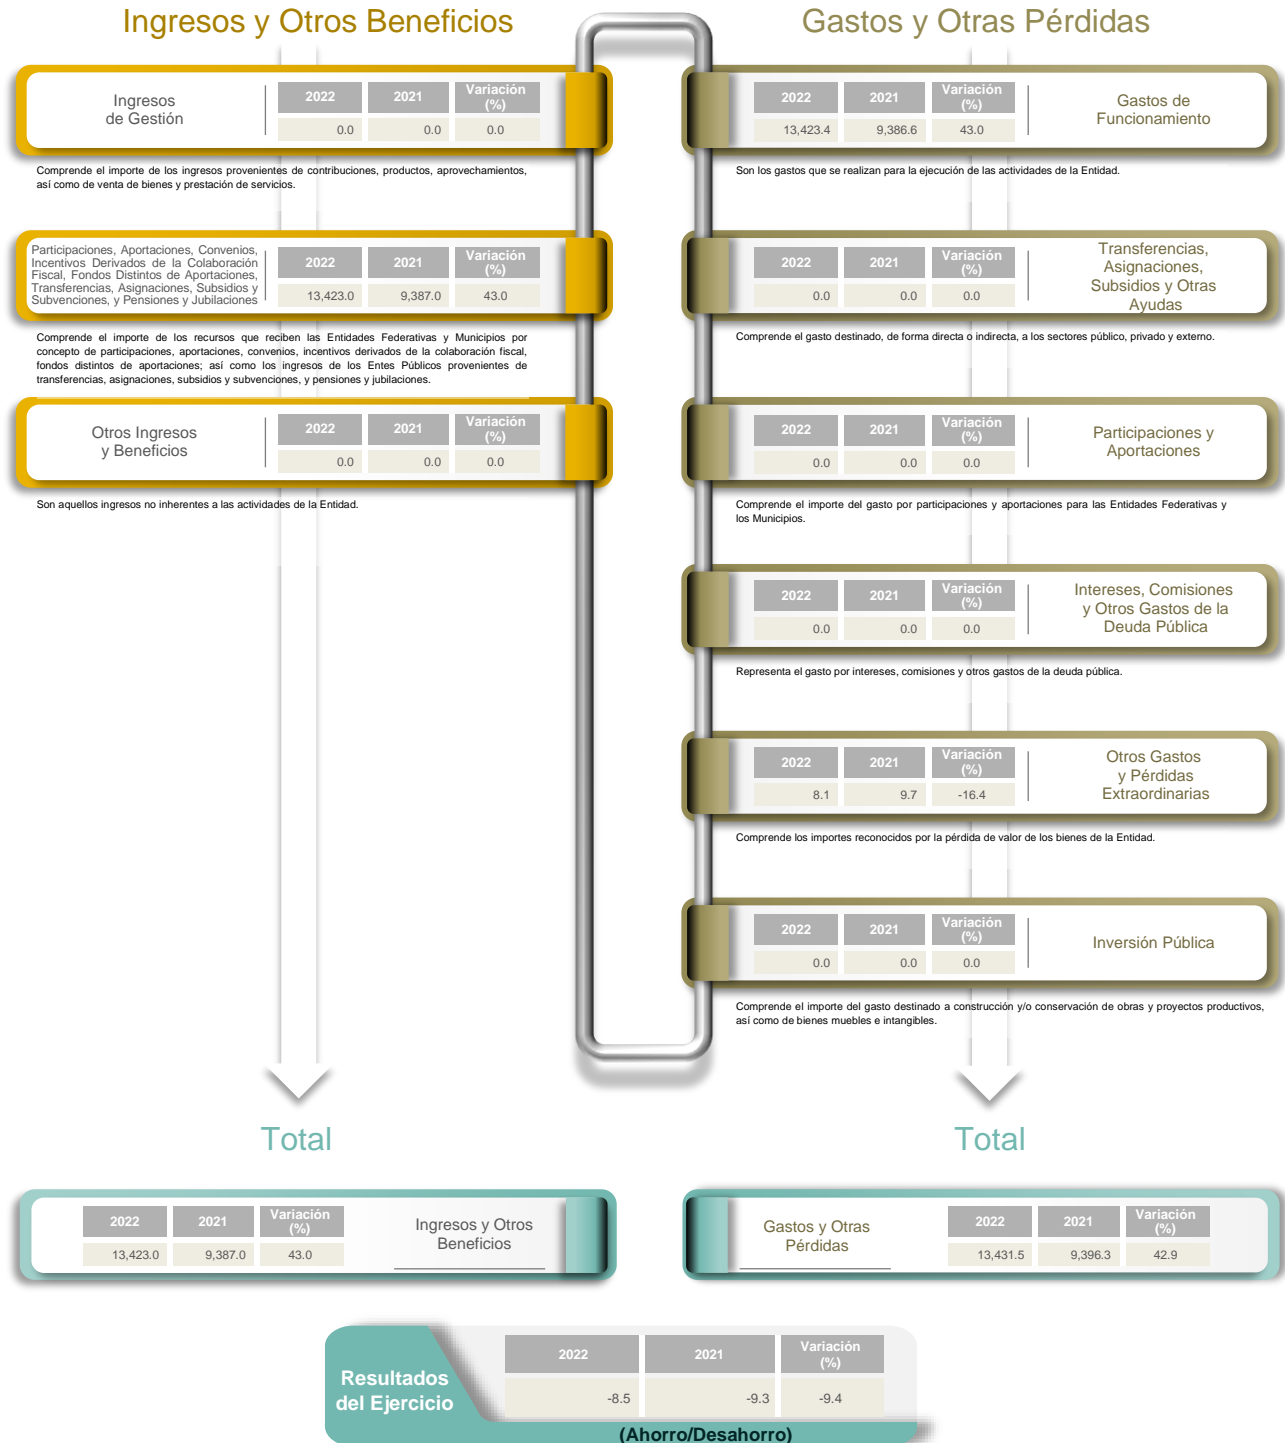 Ingresos y Otros Beneficios
Ingresos
de Gestión
2022 2021 Variación
(%)
0.0 0.0 0.0
Comprende el importe de los ingresos provenientes de contribuciones, productos, aprovechamientos,
así como de venta de bienes y prestación de servicios.
Participaciones, Aportaciones, Convenios,
Incentivos Derivados de la Colaboración
Fiscal, Fondos Distintos de Aportaciones,
Transferencias, Asignaciones, Subsidios y
Subvenciones, y Pensiones y Jubilaciones
2022 2021 Variación
(%)
13,423.0 9,387.0 43.0
Comprende el importe de los recursos que reciben las Entidades Federativas y Municipios por
concepto de participaciones, aportaciones, convenios, incentivos derivados de la colaboración fiscal,
fondos distintos de aportaciones; así como los ingresos de los Entes Públicos provenientes de
transferencias, asignaciones, subsidios y subvenciones, y pensiones y jubilaciones.
Otros Ingresos
y Beneficios
2022 2021 Variación
(%)
0.0 0.0 0.0
Son aquellos ingresos no inherentes a las actividades de la Entidad.
Gastos y Otras Pérdidas
2022 2021 Variación
(%)
13,423.4 9,386.6 43.0
Gastos de
Funcionamiento
Son los gastos que se realizan para la ejecución de las actividades de la Entidad.
2022 2021 Variación
(%)
0.0 0.0 0.0
Transferencias,
Asignaciones,
Subsidios y Otras
Ayudas
Comprende el gasto destinado, de forma directa o indirecta, a los sectores público, privado y externo.
2022 2021 Variación
(%)
0.0 0.0 0.0
Participaciones y
Aportaciones
Comprende el importe del gasto por participaciones y aportaciones para las Entidades Federativas y
los Municipios.
2022 2021 Variación
(%)
0.0 0.0 0.0
Intereses, Comisiones
y Otros Gastos de la
Deuda Pública
Representa el gasto por intereses, comisiones y otros gastos de la deuda pública.
2022 2021 Variación
(%)
8.1 9.7 -16.4
Otros Gastos
y Pérdidas
Extraordinarias
Comprende los importes reconocidos por la pérdida de valor de los bienes de la Entidad.
2022 2021 Variación
(%)
0.0 0.0 0.0
Inversión Pública
Comprende el importe del gasto destinado a construcción y/o conservación de obras y proyectos productivos,
así como de bienes muebles e intangibles.
Total
2022 2021 Variación
(%)
13,423.0 9,387.0 43.0
Ingresos y Otros
Beneficios
Total
Gastos y Otras
Pérdidas
2022 2021 Variación
(%)
13,431.5 9,396.3 42.9
Resultados
del Ejercicio
2022 2021 Variación
(%)
-8.5 -9.3 -9.4
(Ahorro/Desahorro)